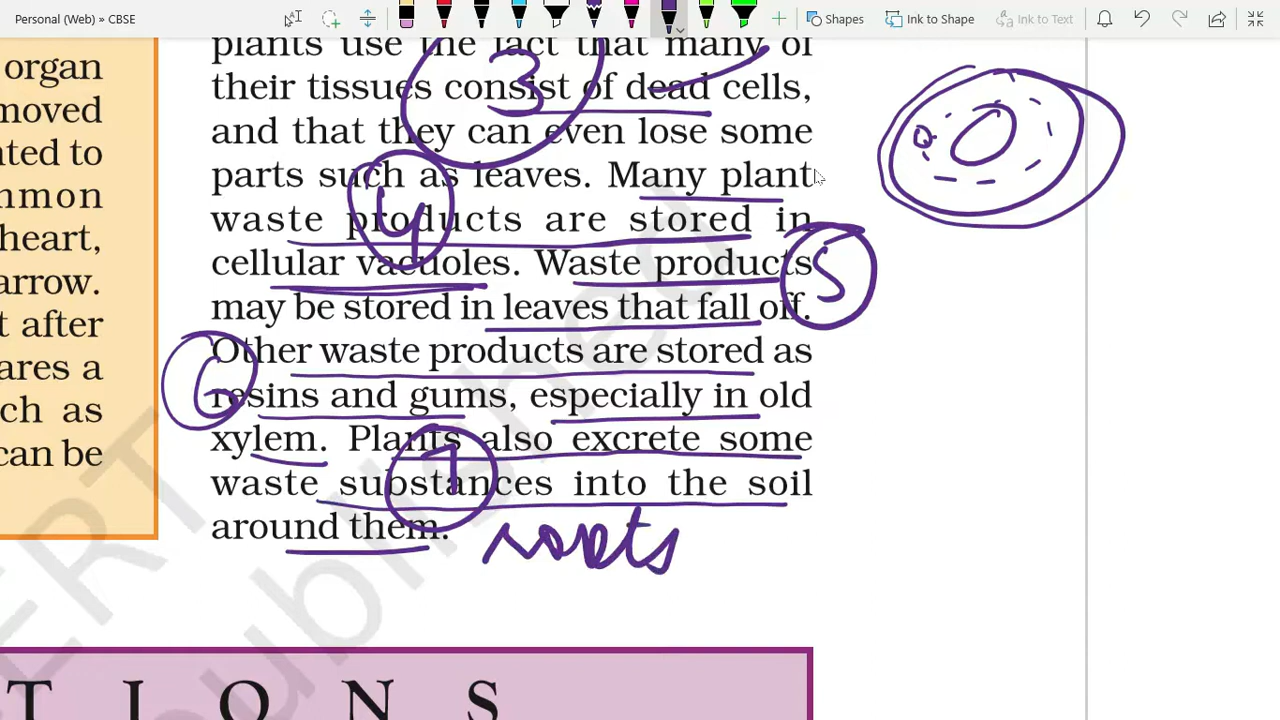 Personal (Web) » CBSE
Shapes
Ink to Shape
Ink to Text
organ
moved
nted to
ommon
heart,
arrow.
t after
ares a
ch as
can be
plants use the fact that many of
their tissues consist of dead cells,
and that they can even lose some
parts such as leaves. Many plant
waste products are stored in
cellular vacuoles. Waste products
may be stored in leaves that fall off.
Other waste products are stored as
resins and gums, especially in old
xylem. Plants also excrete some
waste substances into the soil
around them.
3
4
5
6
7
roots
T I O N S